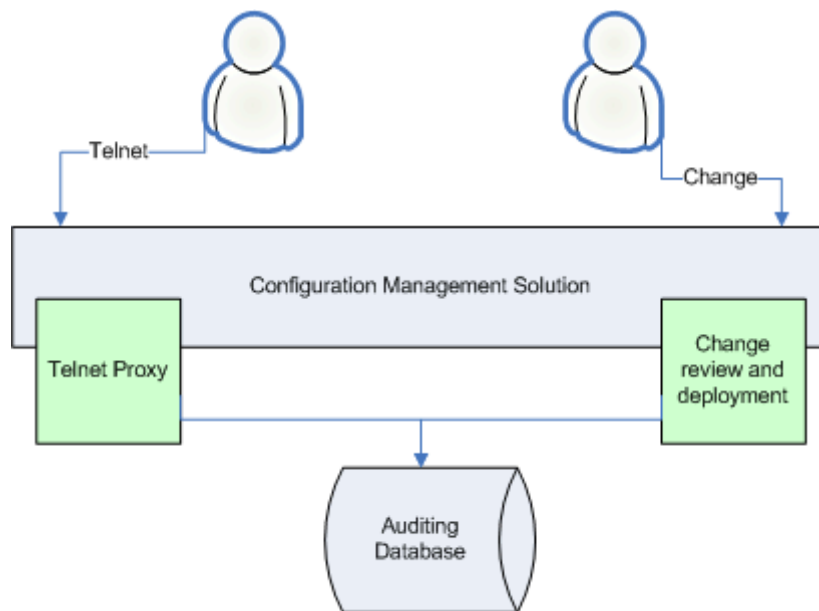 Telnet
Change
Configuration Management Solution
Telnet Proxy
Change
review and
deployment
Auditing
Database